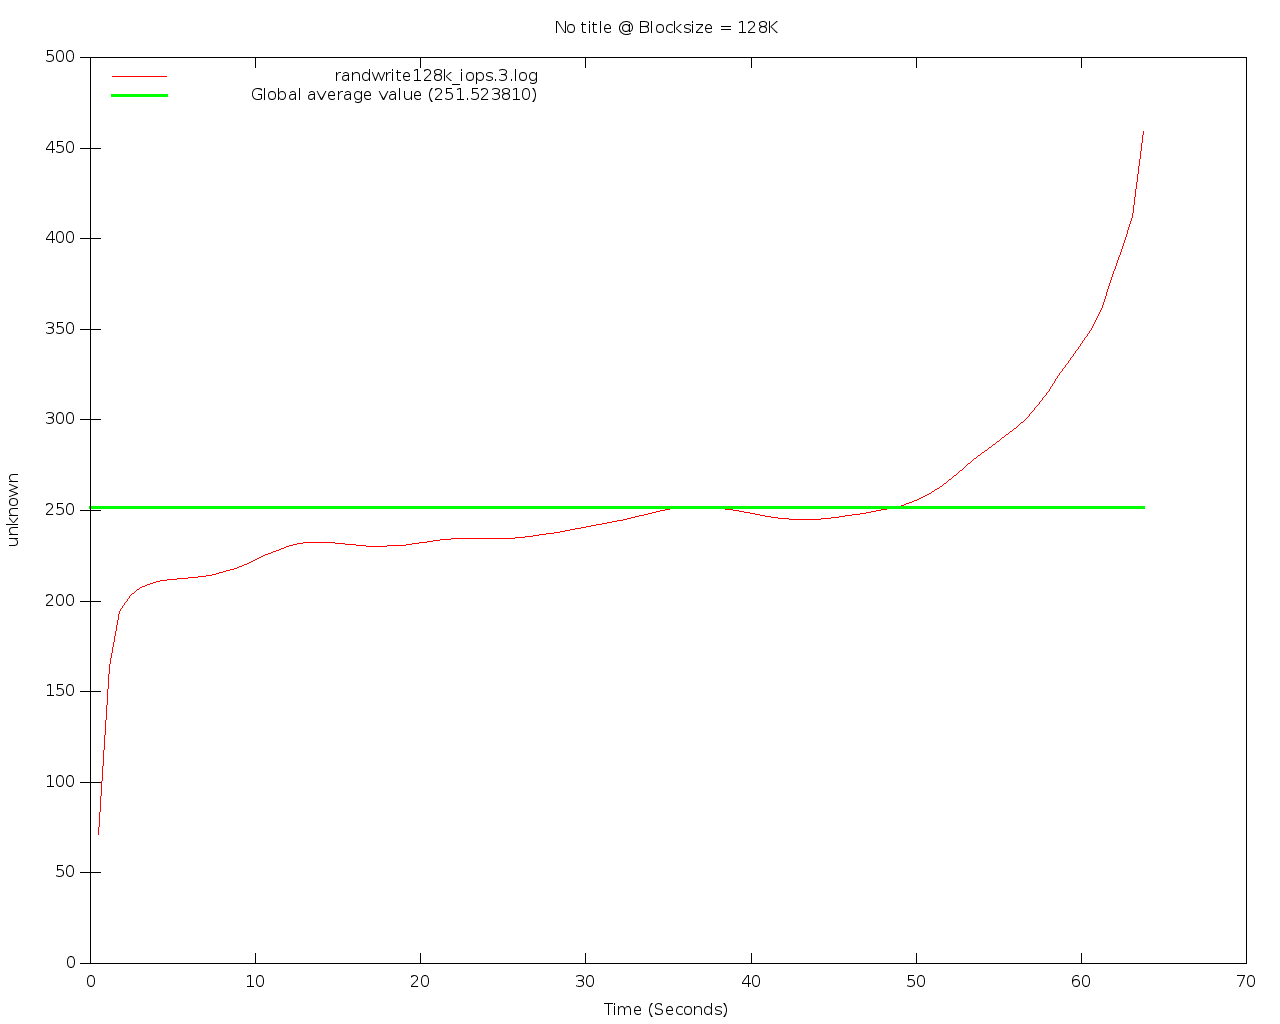 No title @ Blocksize = 128K
500
randwrite128k_iops.3.log
Global average value (251.523810)
450
400
350
300
unknown
250
200
150
100
50
0
0 10 20 30 40 50 60 70
Time (Seconds)